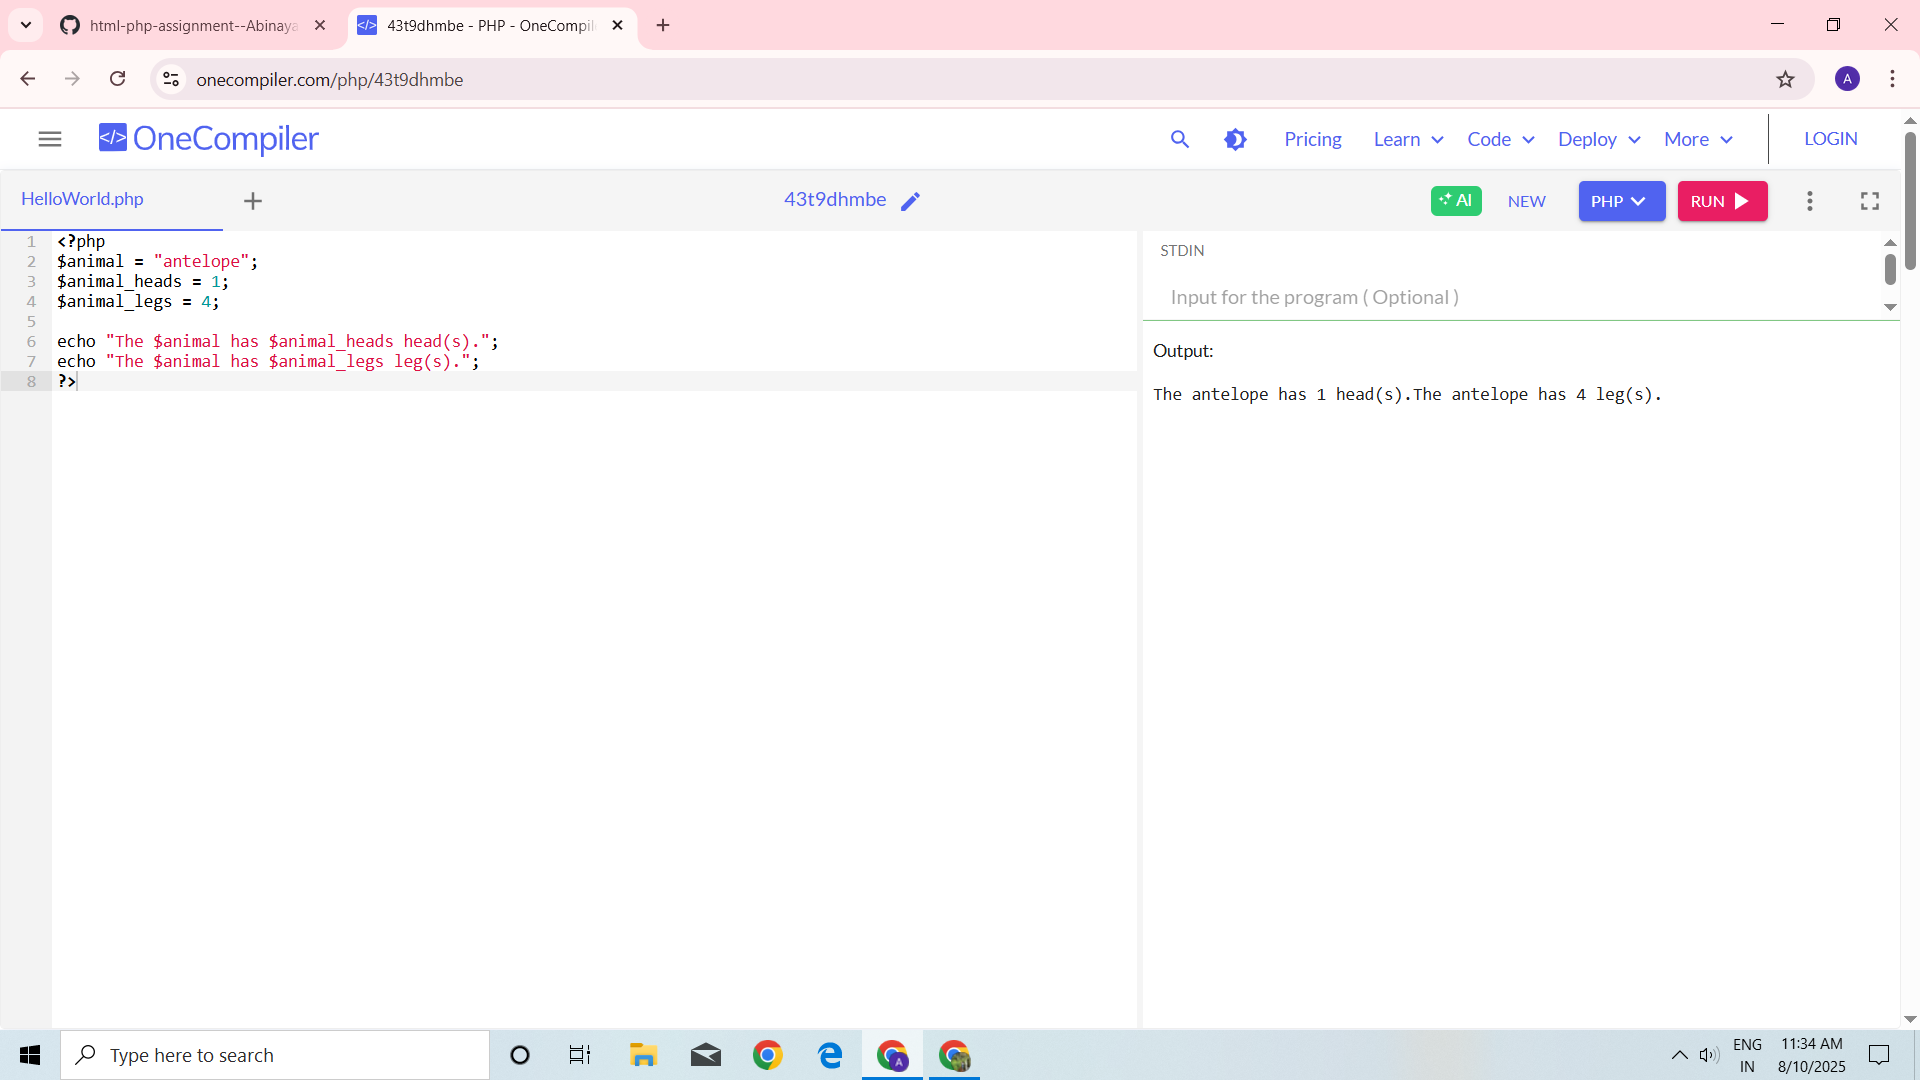 html-php-assignment--Abinaya
43t9dhmbe - PHP - OneCompil
onecompiler.com/php/43t9dhmbe
A
</> OneCompiler
Pricing
Learn
Code
Deploy
More
LOGIN
HelloWorld.php
43t9dhmbe
AI
NEW
PHP
RUN
1 <?php
2 $animal = "antelope";
3 $animal_heads = 1;
4 $animal_legs = 4;
5
6 echo "The $animal has $animal_heads head(s).";
7 echo "The $animal has $animal_legs leg(s).";
8 ?>
STDIN
Input for the program ( Optional )
Output:
The antelope has 1 head(s).The antelope has 4 leg(s).
Type here to search
A
ENG
IN
11:34 AM
8/10/2025